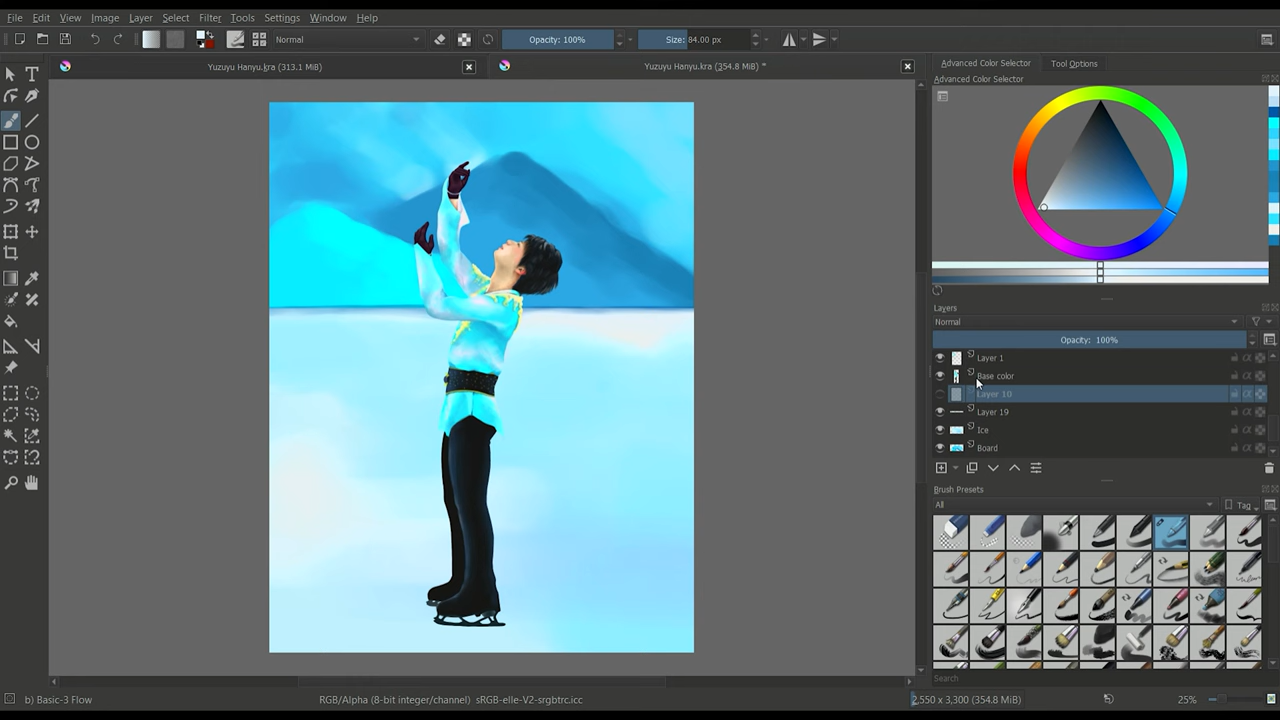 File Edit View Image Layer Select Filter Tools Settings Window Help
Normal Opacity: 100% Size: 84.00 px
Yuzuyu Hanyu.kra (313.1 MiB) Yuzuyu Hanyu.kra (354.8 MiB) *
Advanced Color Selector Tool Options
Advanced Color Selector
Layers
Normal
Opacity: 100%
Layer 1
Base color
Layer 10
Layer 19
Ice
Board
Brush Presets
All Tag
Search
b) Basic-3 Flow RGB/Alpha (8-bit integer/channel) sRGB-elle-V2-srgbtrc.icc 2,550 x 3,300 (354.8 MiB) 25%